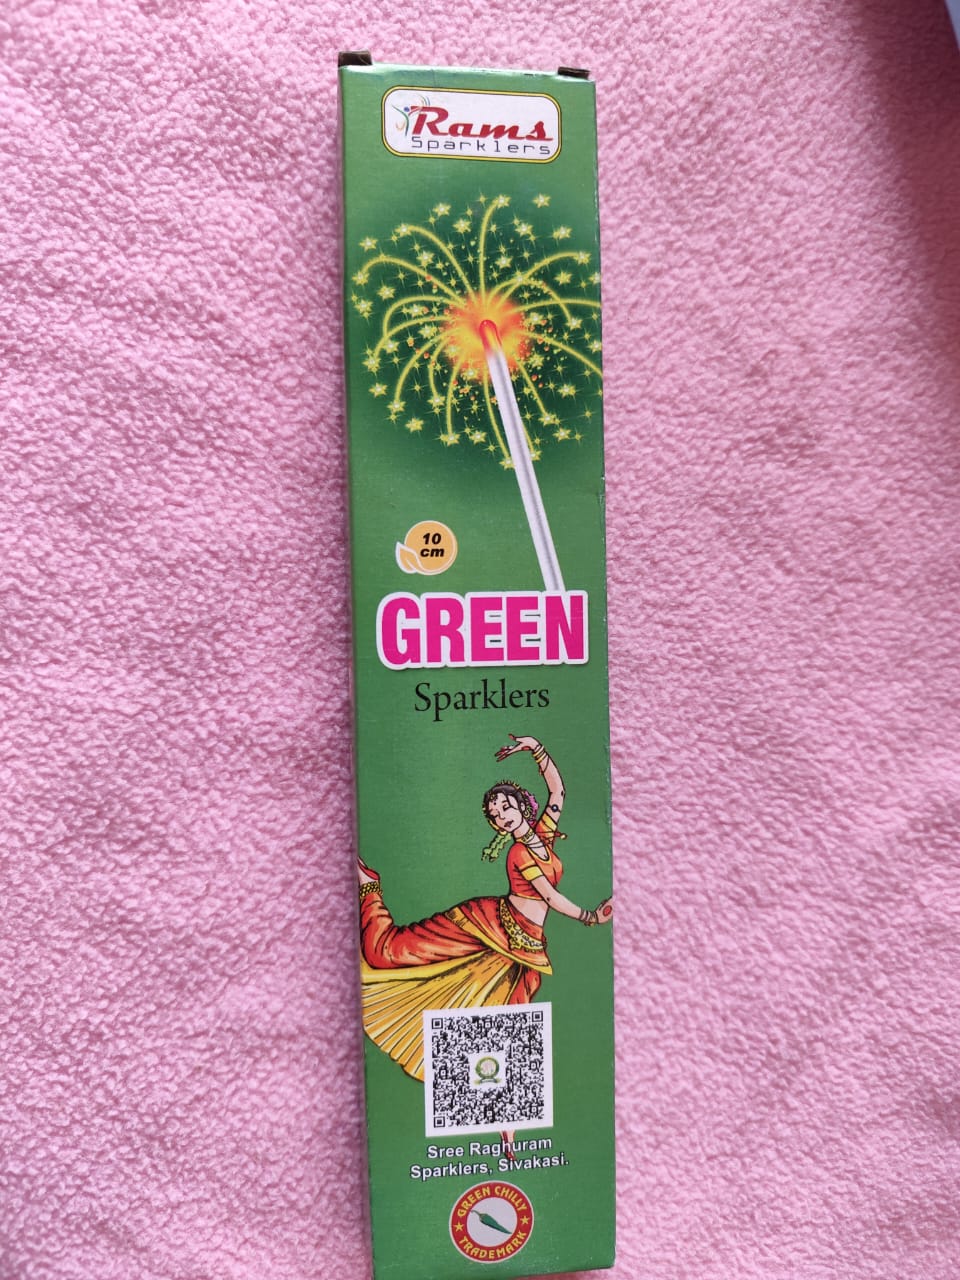 Rams
Sparklers
10
cm
GREEN
Sparklers
Sree Raghuram
Sparklers, Sivakasi.
GREEN CHILLY
TRADEMARK